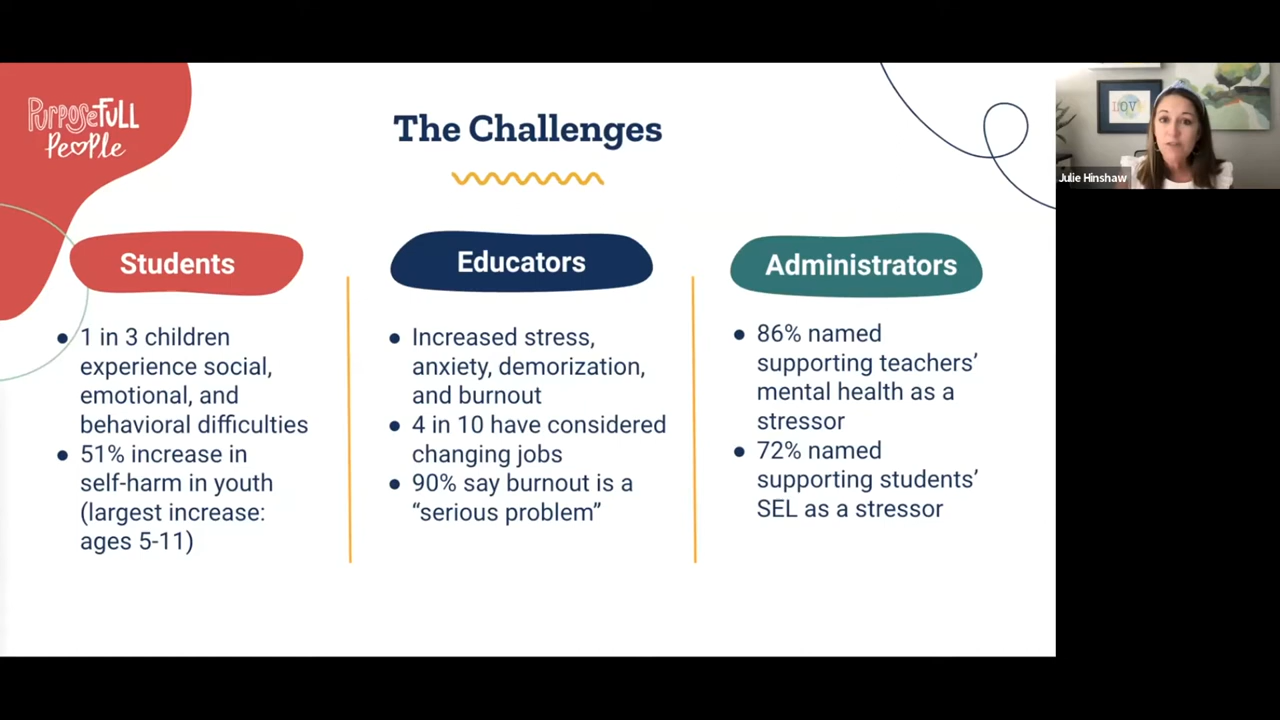 PurposeFull
People
The Challenges
LOVE
Julie Hinshaw
Students
1 in 3 children
experience social,
emotional, and
behavioral difficulties
51% increase in
self-harm in youth
(largest increase:
ages 5-11)
Educators
Increased stress,
anxiety, demorization,
and burnout
4 in 10 have considered
changing jobs
90% say burnout is a
“serious problem”
Administrators
86% named
supporting teachers’
mental health as a
stressor
72% named
supporting students’
SEL as a stressor